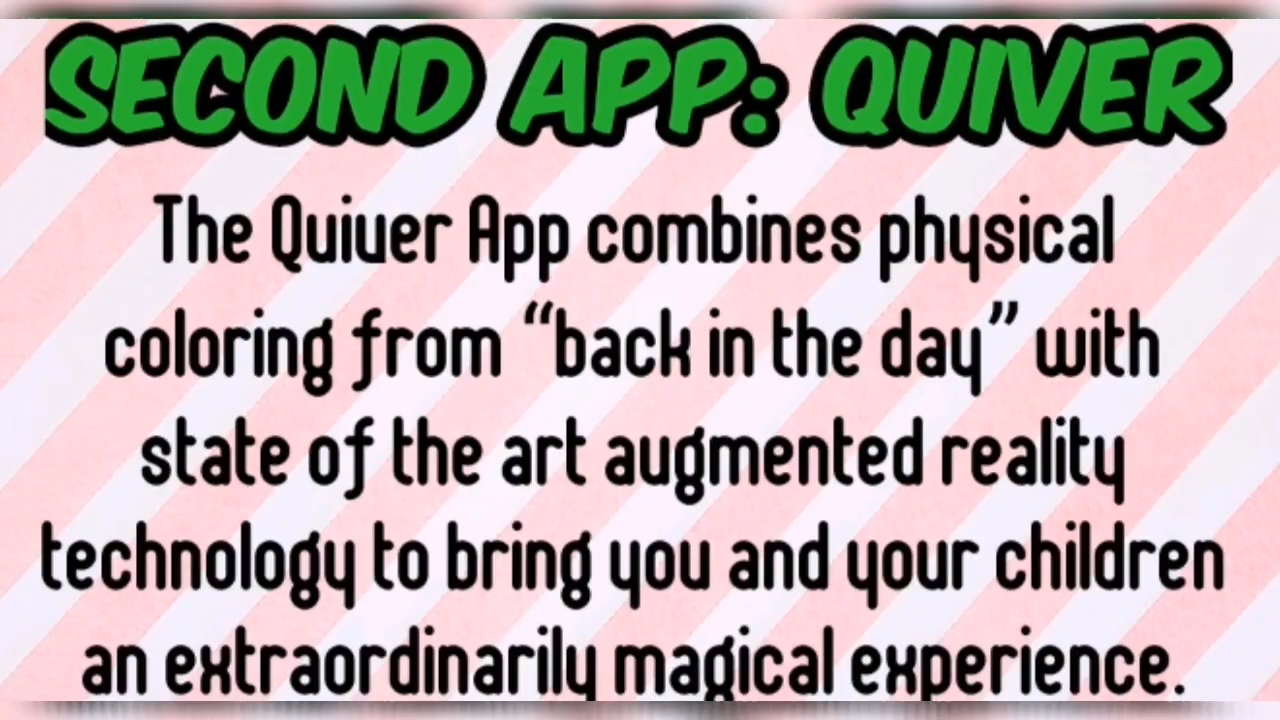 SECOND APP: QUIVER
The Quiver App combines physical
coloring from “back in the day” with
state of the art augmented reality
technology to bring you and your children
an extraordinarily magical experience.